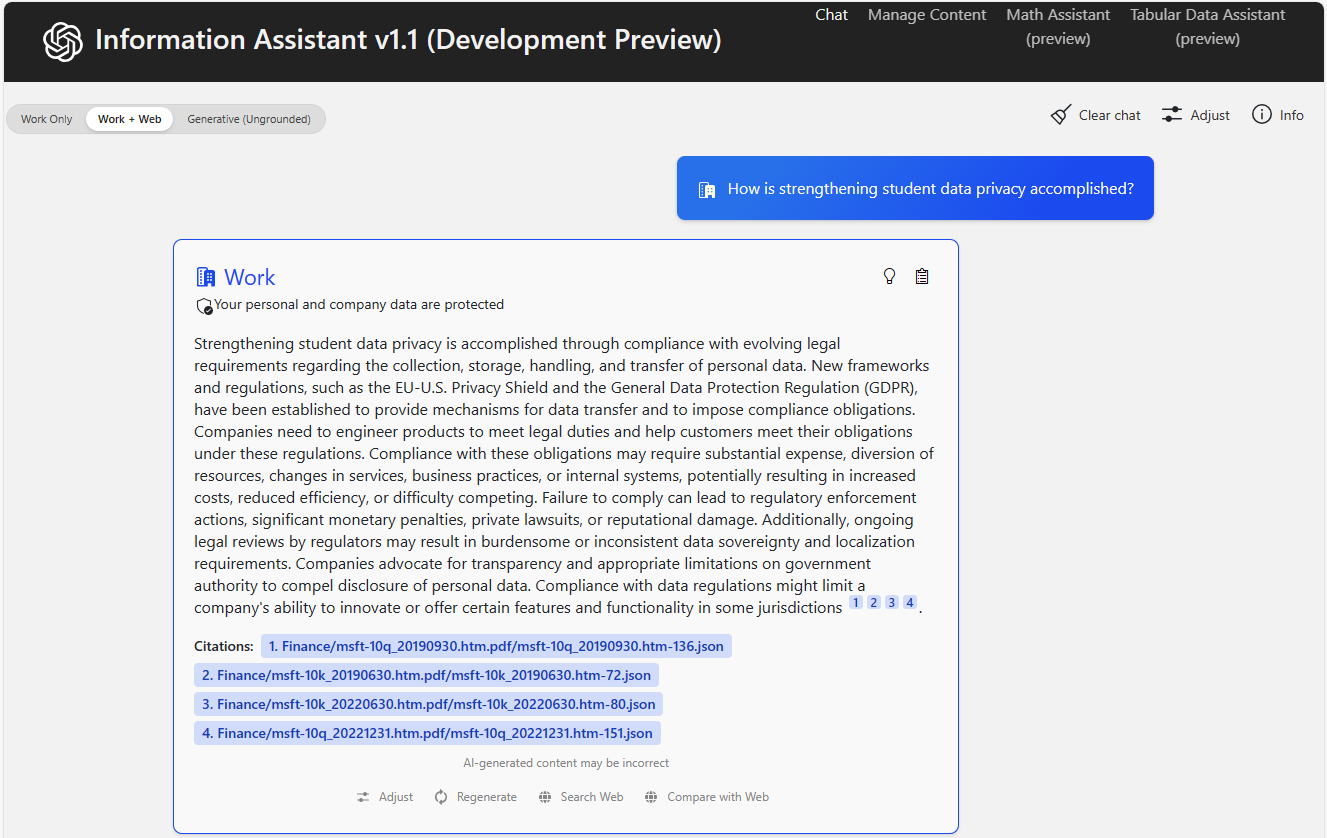 Information Assistant v1.1 (Development Preview)
Chat
Manage Content
Math Assistant
(preview)
Tabular Data Assistant
(preview)
Work Only
Work + Web
Generative (Ungrounded)
Clear chat
Adjust
Info
How is strengthening student data privacy accomplished?
Work
Your personal and company data are protected
Strengthening student data privacy is accomplished through compliance with evolving legal
requirements regarding the collection, storage, handling, and transfer of personal data. New frameworks
and regulations, such as the EU-U.S. Privacy Shield and the General Data Protection Regulation (GDPR),
have been established to provide mechanisms for data transfer and to impose compliance obligations.
Companies need to engineer products to meet legal duties and help customers meet their obligations
under these regulations. Compliance with these obligations may require substantial expense, diversion of
resources, changes in services, business practices, or internal systems, potentially resulting in increased
costs, reduced efficiency, or difficulty competing. Failure to comply can lead to regulatory enforcement
actions, significant monetary penalties, private lawsuits, or reputational damage. Additionally, ongoing
legal reviews by regulators may result in burdensome or inconsistent data sovereignty and localization
requirements. Companies advocate for transparency and appropriate limitations on government
authority to compel disclosure of personal data. Compliance with data regulations might limit a
company's ability to innovate or offer certain features and functionality in some jurisdictions 1 2 3 4 .
Citations: 1. Finance/msft-10q_20190930.htm.pdf/msft-10q_20190930.htm-136.json
2. Finance/msft-10k_20190630.htm.pdf/msft-10k_20190630.htm-72.json
3. Finance/msft-10k_20220630.htm.pdf/msft-10k_20220630.htm-80.json
4. Finance/msft-10q_20221231.htm.pdf/msft-10q_20221231.htm-151.json
AI-generated content may be incorrect
Adjust
Regenerate
Search Web
Compare with Web